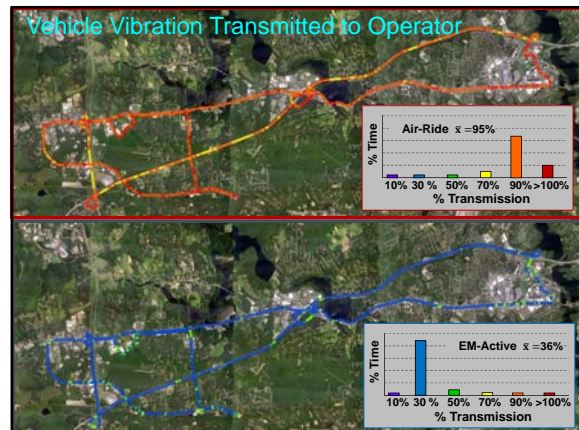 Vehicle Vibration Transmitted to Operator
Air-Ride x̄ =95%
% Time
10% 30 % 50% 70% 90% >100%
% Transmission
EM-Active x̄ =36%
% Time
10% 30 % 50% 70% 90% >100%
% Transmission